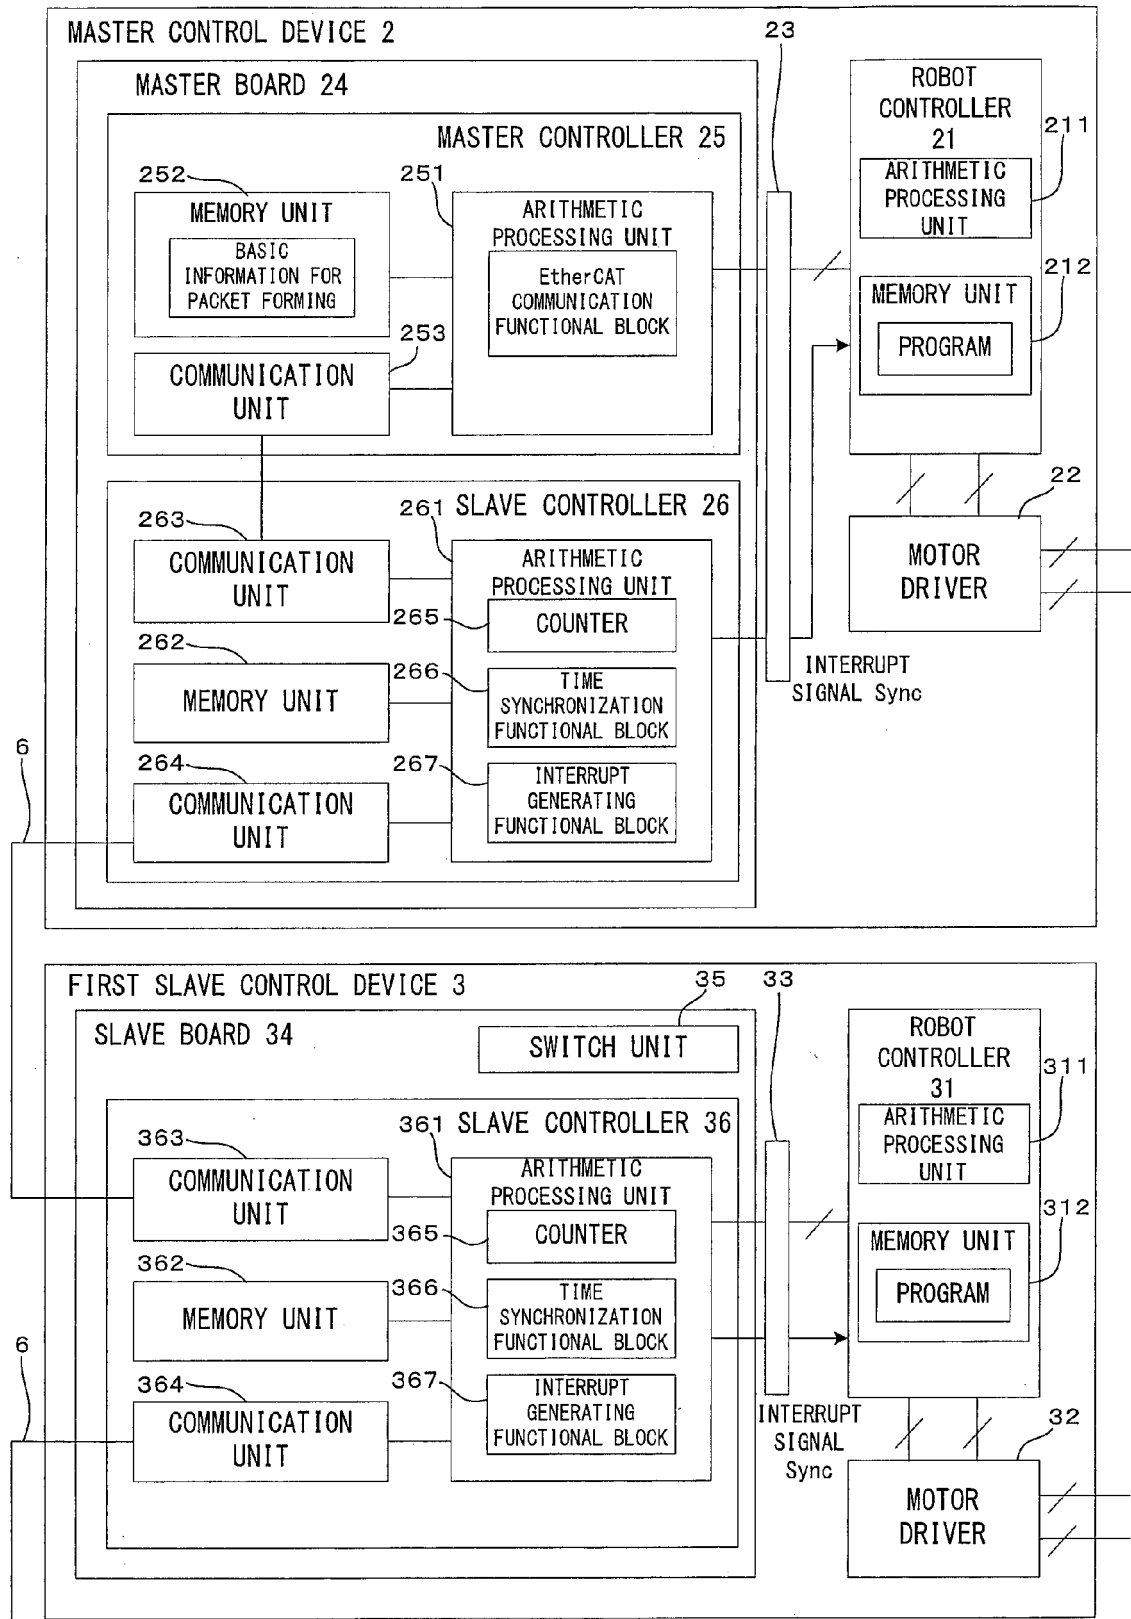 MASTER CONTROL DEVICE 2
23
MASTER BOARD 24
ROBOT
CONTROLLER
21
211
MASTER CONTROLLER 25
252
251
MEMORY UNIT
BASIC
INFORMATION FOR
PACKET FORMING
ARITHMETIC
PROCESSING UNIT
EtherCAT
COMMUNICATION
FUNCTIONAL BLOCK
ARITHMETIC
PROCESSING
UNIT
212
MEMORY UNIT
PROGRAM
253
COMMUNICATION
UNIT
SLAVE CONTROLLER 26
263
261
22
COMMUNICATION
UNIT
ARITHMETIC
PROCESSING UNIT
MOTOR
DRIVER
265
COUNTER
262
266
MEMORY UNIT
TIME
SYNCHRONIZATION
FUNCTIONAL BLOCK
INTERRUPT
SIGNAL Sync
6
264
267
COMMUNICATION
UNIT
INTERRUPT
GENERATING
FUNCTIONAL BLOCK
FIRST SLAVE CONTROL DEVICE 3
35
33
SLAVE BOARD 34
SWITCH UNIT
ROBOT
CONTROLLER
31
311
SLAVE CONTROLLER 36
363
361
COMMUNICATION
UNIT
ARITHMETIC
PROCESSING UNIT
ARITHMETIC
PROCESSING
UNIT
365
COUNTER
312
MEMORY UNIT
PROGRAM
362
366
MEMORY UNIT
TIME
SYNCHRONIZATION
FUNCTIONAL BLOCK
6
364
367
COMMUNICATION
UNIT
INTERRUPT
GENERATING
FUNCTIONAL BLOCK
INTERRUPT
SIGNAL
Sync
32
MOTOR
DRIVER